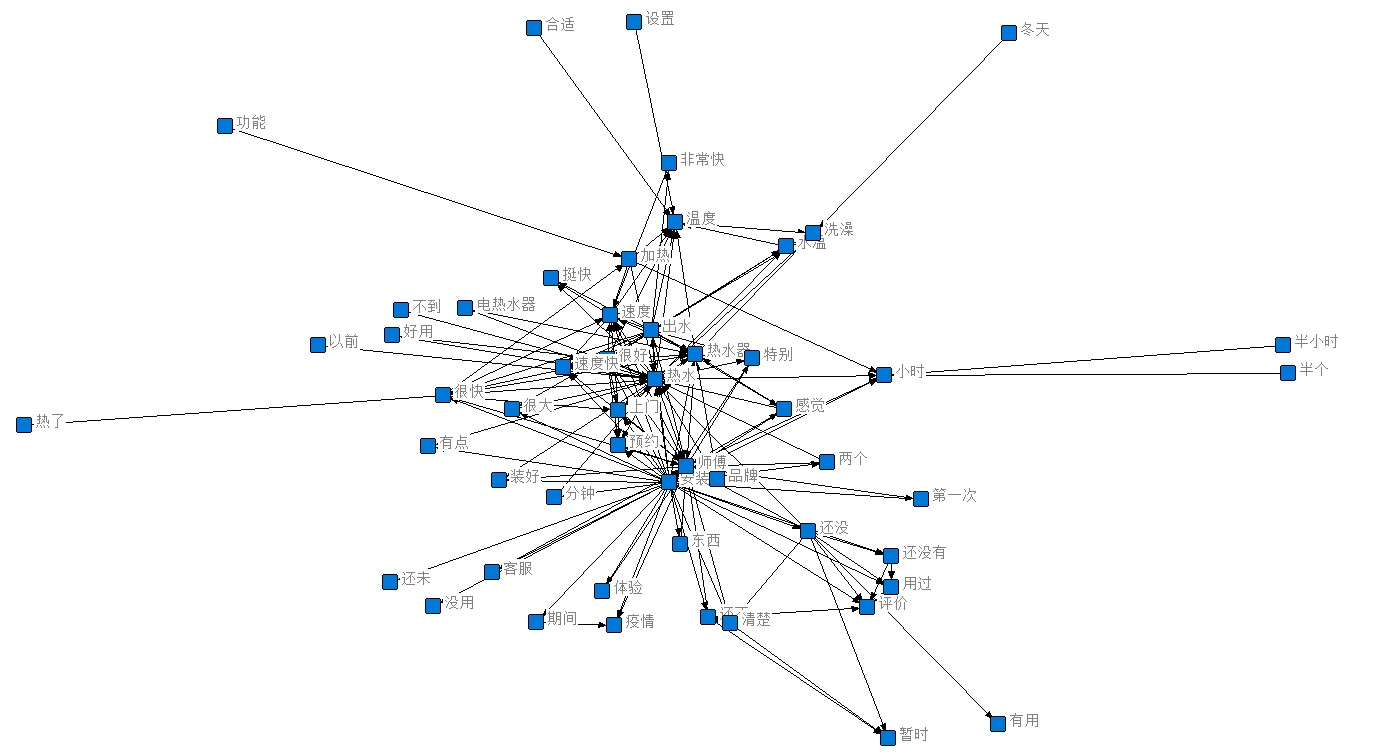 合适
设置
冬天
功能
非常快
温度
洗澡
水温
加热
挺快
电热水器
不到
速度
出水
好用
以前
半小时
热水器
特别
很好
速度快
小时
半个
热水
很快
很大
上门
感觉
热了
有点
预约
两个
师傅
装好
安装
品牌
分钟
第一次
还没
东西
还没有
客服
还未
用过
体验
没用
评价
期间
疫情
清楚
有用
暂时